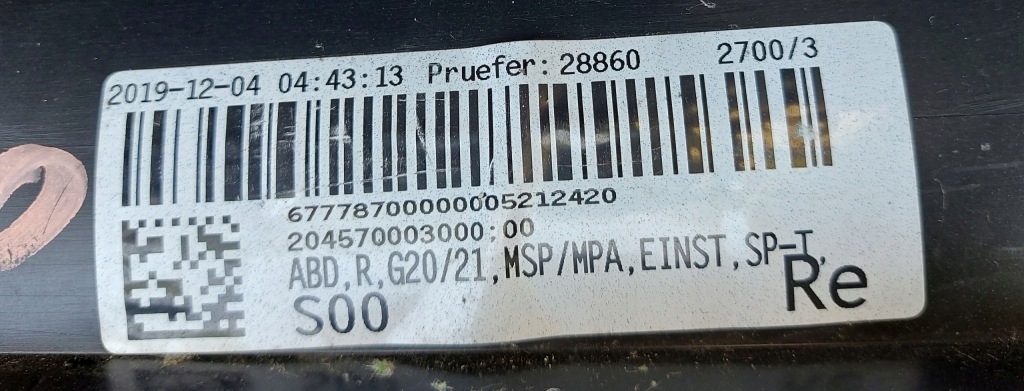 2019-12-04 04:43:13 Pruefer: 28860 2700/3
67778700000005212420
204570003000;00
ABD,R,G20/21,MSP/MPA,EINST,SP-T,
S00 Re